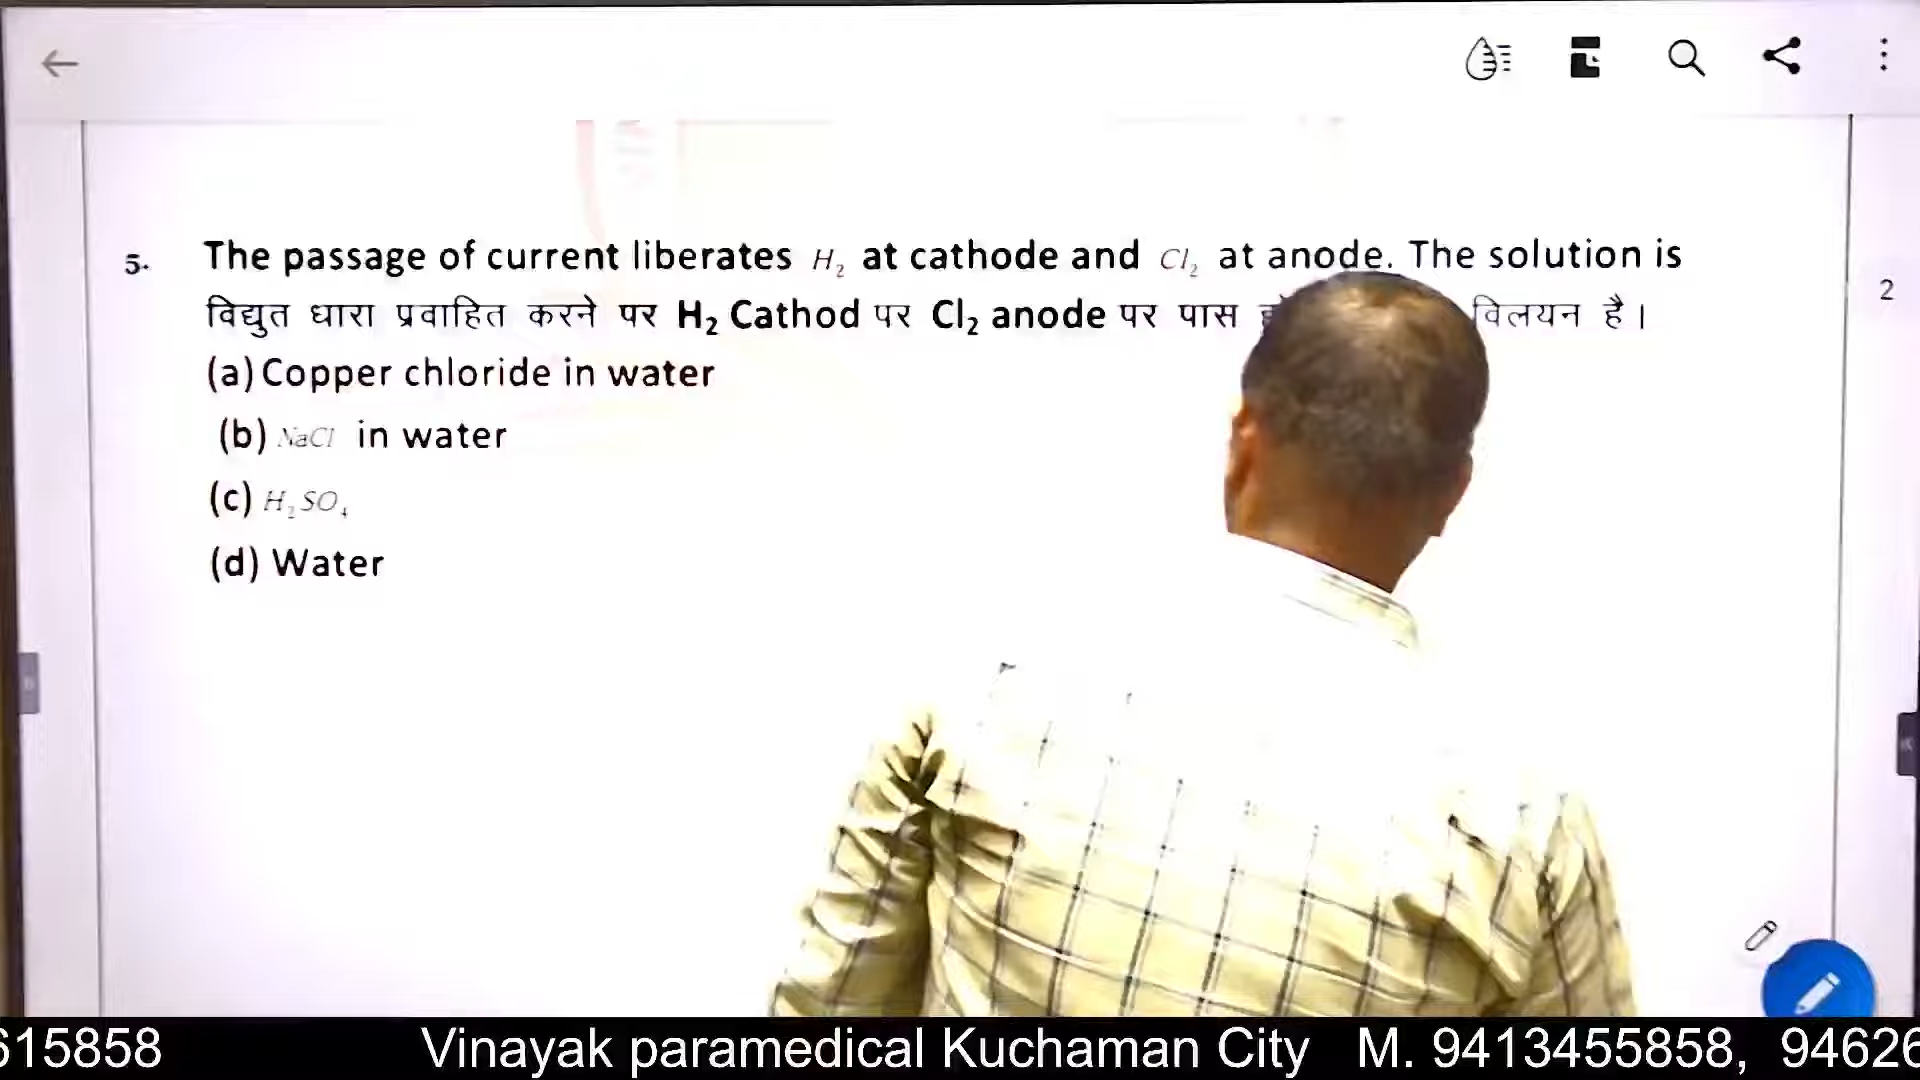 5. The passage of current liberates H₂ at cathode and Cl₂ at anode. The solution is
विद्युत धारा प्रवाहित करने पर H₂ Cathod पर Cl₂ anode पर पास विलयन है।
2
(a) Copper chloride in water
(b) NaCl in water
(c) H₂SO₄
(d) Water
615858 Vinayak paramedical Kuchaman City M. 9413455858, 94626